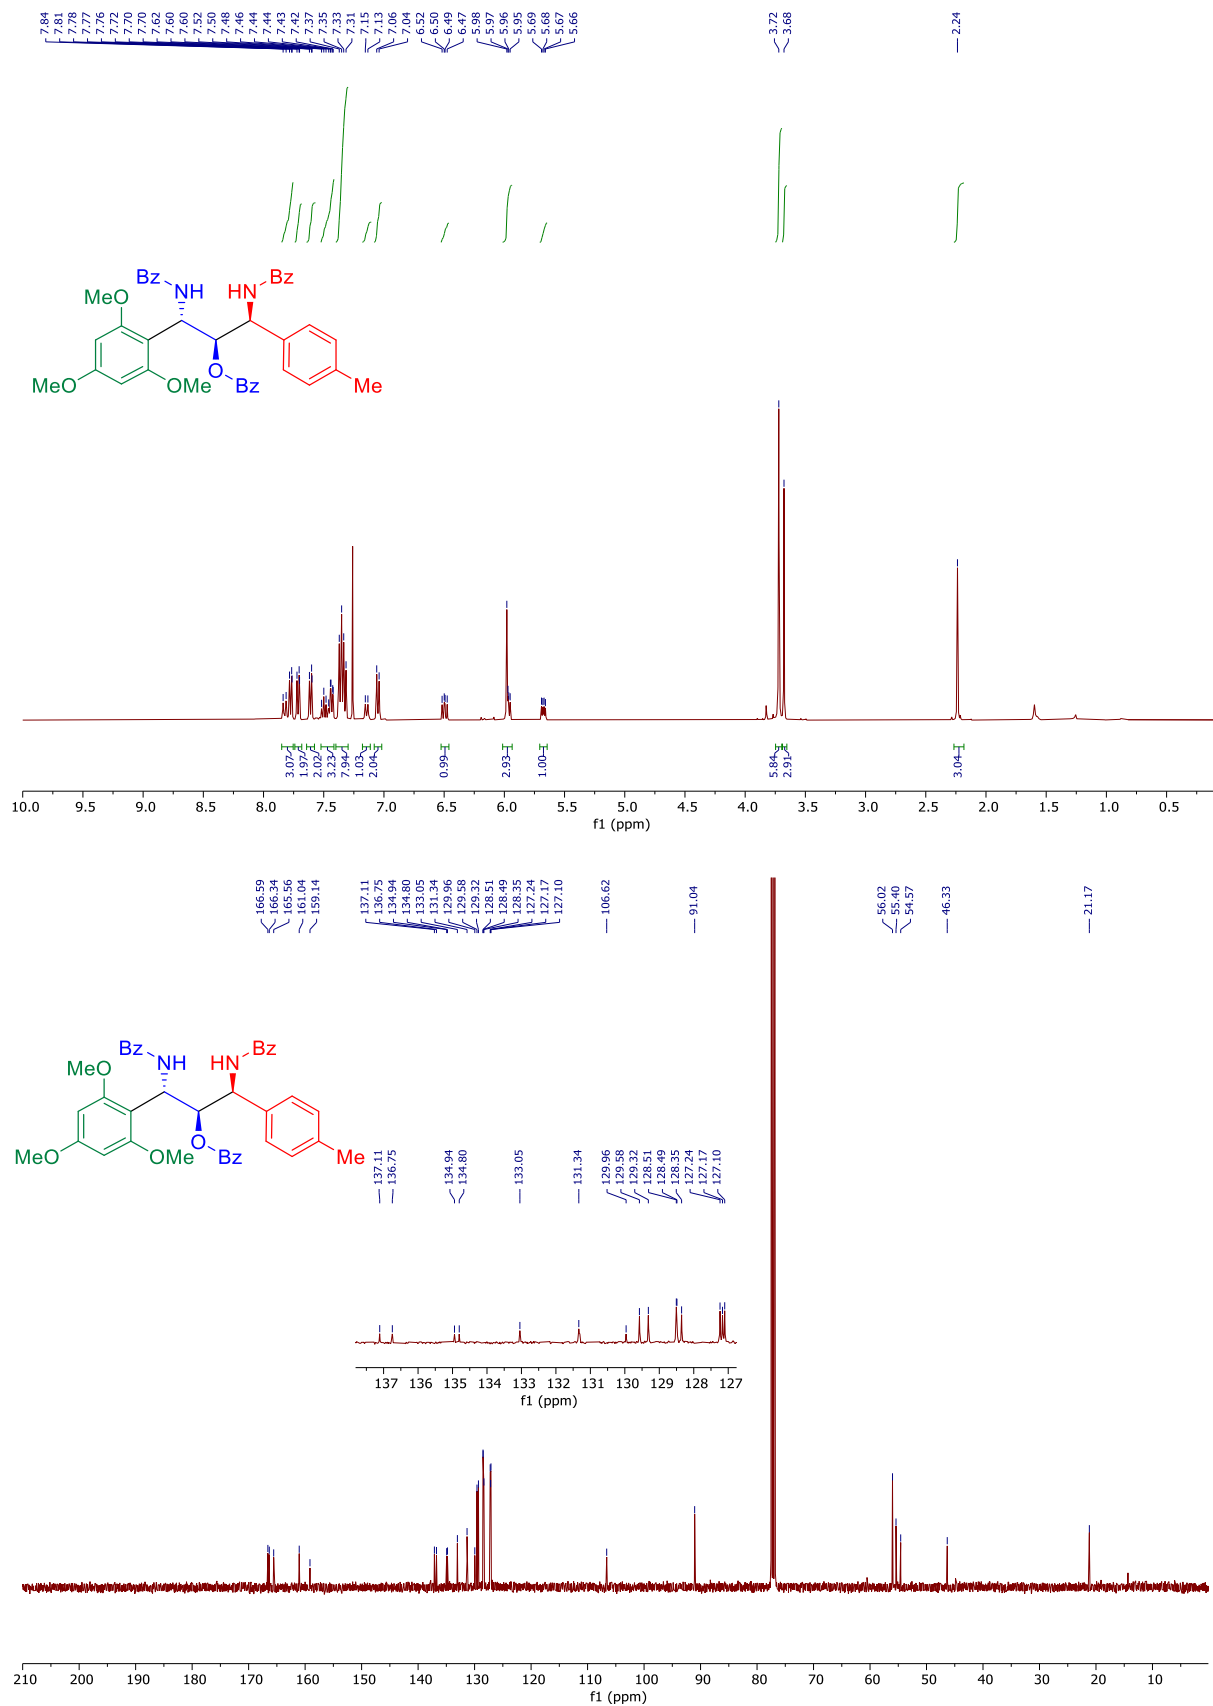 7.84 7.81 7.78 7.77 7.76 7.72 7.70 7.70 7.62 7.60 7.60 7.52 7.50 7.48 7.46 7.44 7.44 7.43 7.42 7.37 7.35 7.33 7.31 7.15 7.13 7.06 7.04 6.52 6.50 6.49 6.47 5.98 5.97 5.96 5.95 5.69 5.68 5.67 5.66 3.72 3.68 2.24
Bz NH HN Bz
MeO
MeO OMe O Bz Me
3.07 1.97 2.02 3.23 7.94 1.03 2.04 0.99 2.93 1.00 5.84 2.91 3.04
10.0 9.5 9.0 8.5 8.0 7.5 7.0 6.5 6.0 5.5 5.0 4.5 4.0 3.5 3.0 2.5 2.0 1.5 1.0 0.5
f1 (ppm)
166.59 166.34 165.56 161.04 159.14 137.11 136.75 134.94 134.80 133.05 131.34 129.96 129.58 129.32 128.51 128.49 128.35 127.24 127.17 127.10 106.62 91.04 56.02 55.40 54.57 46.33 21.17
Bz NH HN Bz
MeO
MeO OMe O Bz Me
137.11 136.75 134.94 134.80 133.05 131.34 129.96 129.58 129.32 128.51 128.49 128.35 127.24 127.17 127.10
137 136 135 134 133 132 131 130 129 128 127
f1 (ppm)
210 200 190 180 170 160 150 140 130 120 110 100 90 80 70 60 50 40 30 20 10
f1 (ppm)